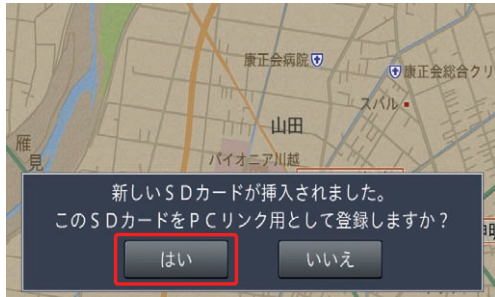 康正会病院
康正会総合クリ
スバル
山田
雁
見
パイオニア川越
新しいＳＤカードが挿入されました。
このＳＤカードをＰＣリンク用として登録しますか？
はい
いいえ